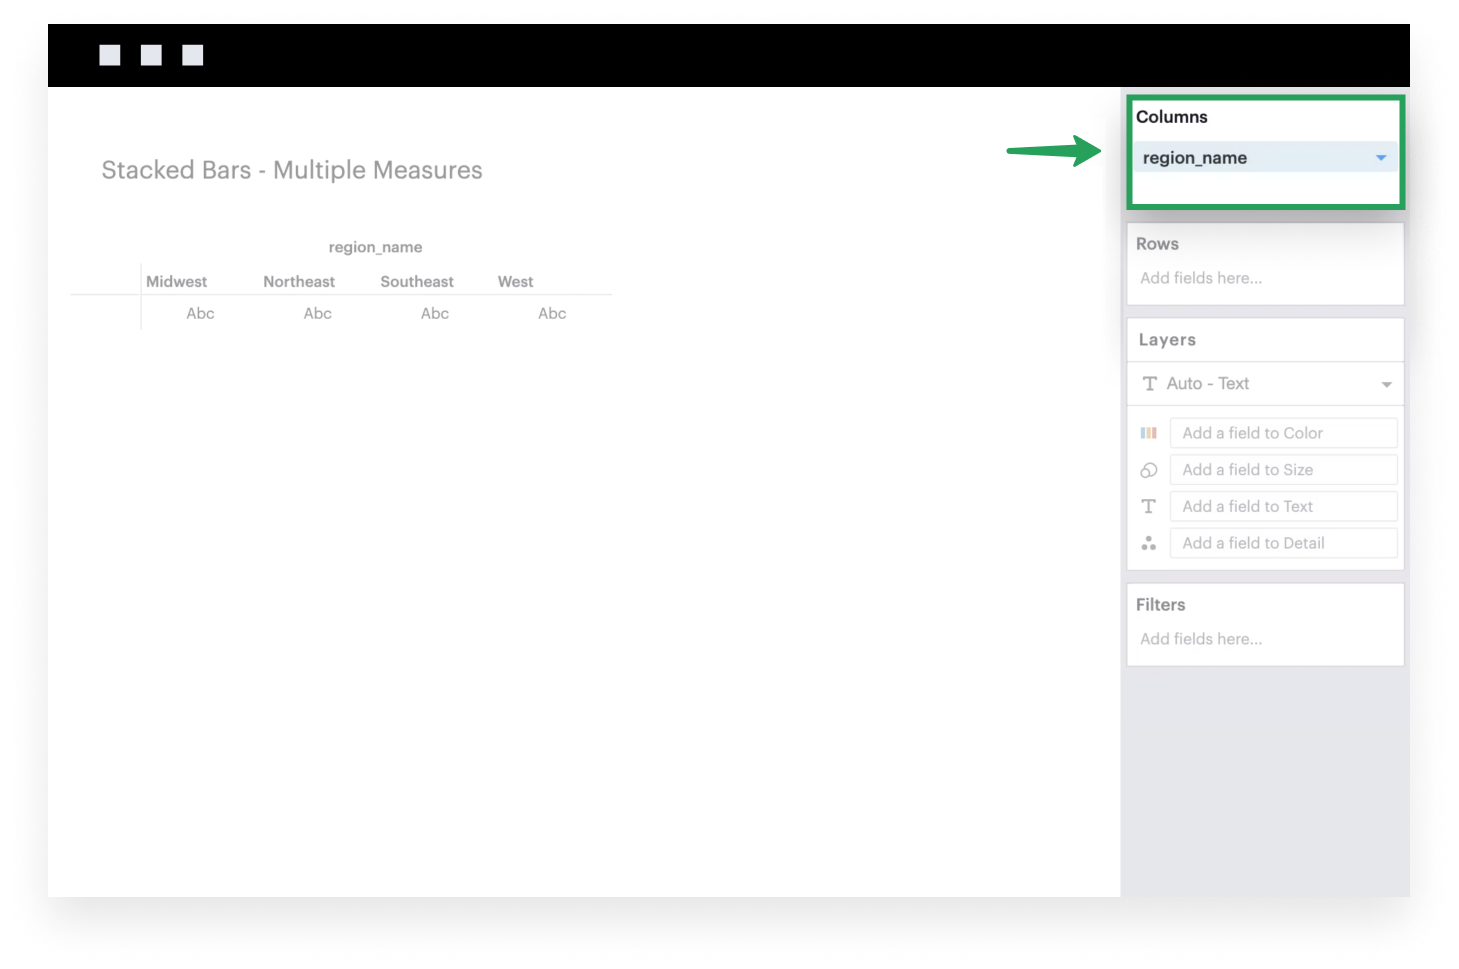 Stacked Bars - Multiple Measures
region_name
Midwest Northeast Southeast West
Abc Abc Abc Abc
Columns
region_name
Rows
Add fields here...
Layers
T Auto - Text
Add a field to Color
Add a field to Size
T Add a field to Text
Add a field to Detail
Filters
Add fields here...